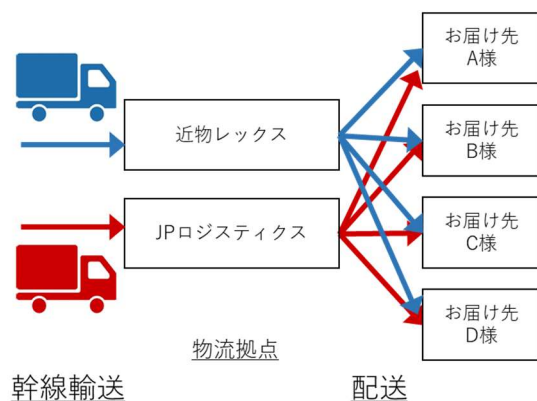 お届け先
A様
近物レックス
お届け先
B様
JPロジスティクス
お届け先
C様
お届け先
D様
物流拠点
幹線輸送
配送